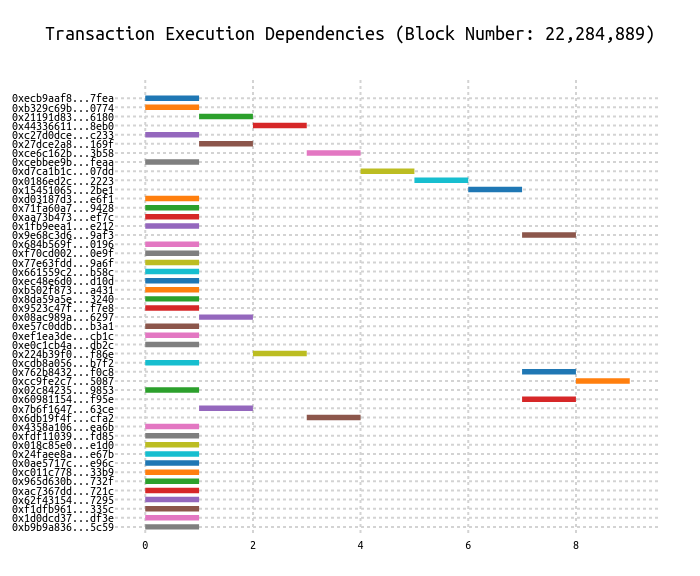 Transaction Execution Dependencies (Block Number: 22,284,889)
0xecb9aaf8...7fea
0xb329c69b...0774
0x21191d83...6180
0x44336611...8eb0
0xc27d0dce...c233
0x27dce2a8...169f
0xce6c162b...3b58
0xcebbee9b...feaa
0xd7ca1b1c...07dd
0x0186ed2c...2223
0x15451065...2be1
0xd03187d3...e6f1
0x71fa60a7...9428
0xaa73b473...ef7c
0x1fb9eea1...e212
0x9e68c3d6...9af3
0x684b569f...0196
0xf70cd002...0e9f
0x77e63fdd...9a6f
0x661559c2...b58c
0xec48e6d0...d10d
0xb502f873...a431
0x8da59a5e...3240
0x9523c47f...f7e8
0x08ac989a...6297
0xe57c0ddb...b3a1
0xef1ea3de...cb1c
0xe0c1cb4a...db2c
0x224b39f0...f86e
0xcdb8a056...b7f2
0x762b8432...f0c8
0xcc9fe2c7...5087
0x02c84235...9853
0x60981154...f95e
0x7b6f1647...63ce
0x6db19f4f...cfa2
0x4358a106...ea6b
0xfdf11039...fd85
0x018c85e0...e1d0
0x24faee8a...e67b
0x0ae5717c...e96c
0xc011c778...33b9
0x965d630b...732f
0xac7367dd...721c
0x62f43154...7295
0xf1dfb961...335c
0x1d0dcd37...df3e
0xb9b9a836...5c59
0 2 4 6 8